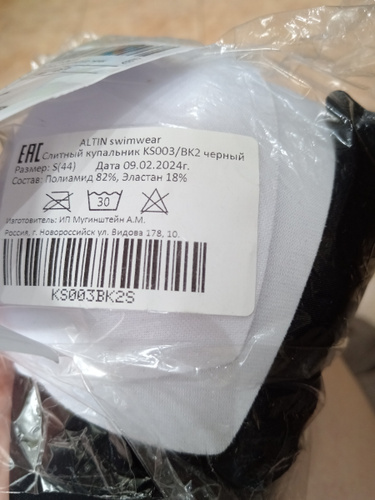 ALTIN swimwear
EAC Слитный купальник KS003/BK2 черный
Размер: S(44) Дата 09.02.2024г.
Состав: Полиамид 82%, Эластан 18%
30
Изготовитель: ИП Мугинштейн А.М.
Россия, г. Новороссийск ул. Видова 178, 10.
KS003BK2S